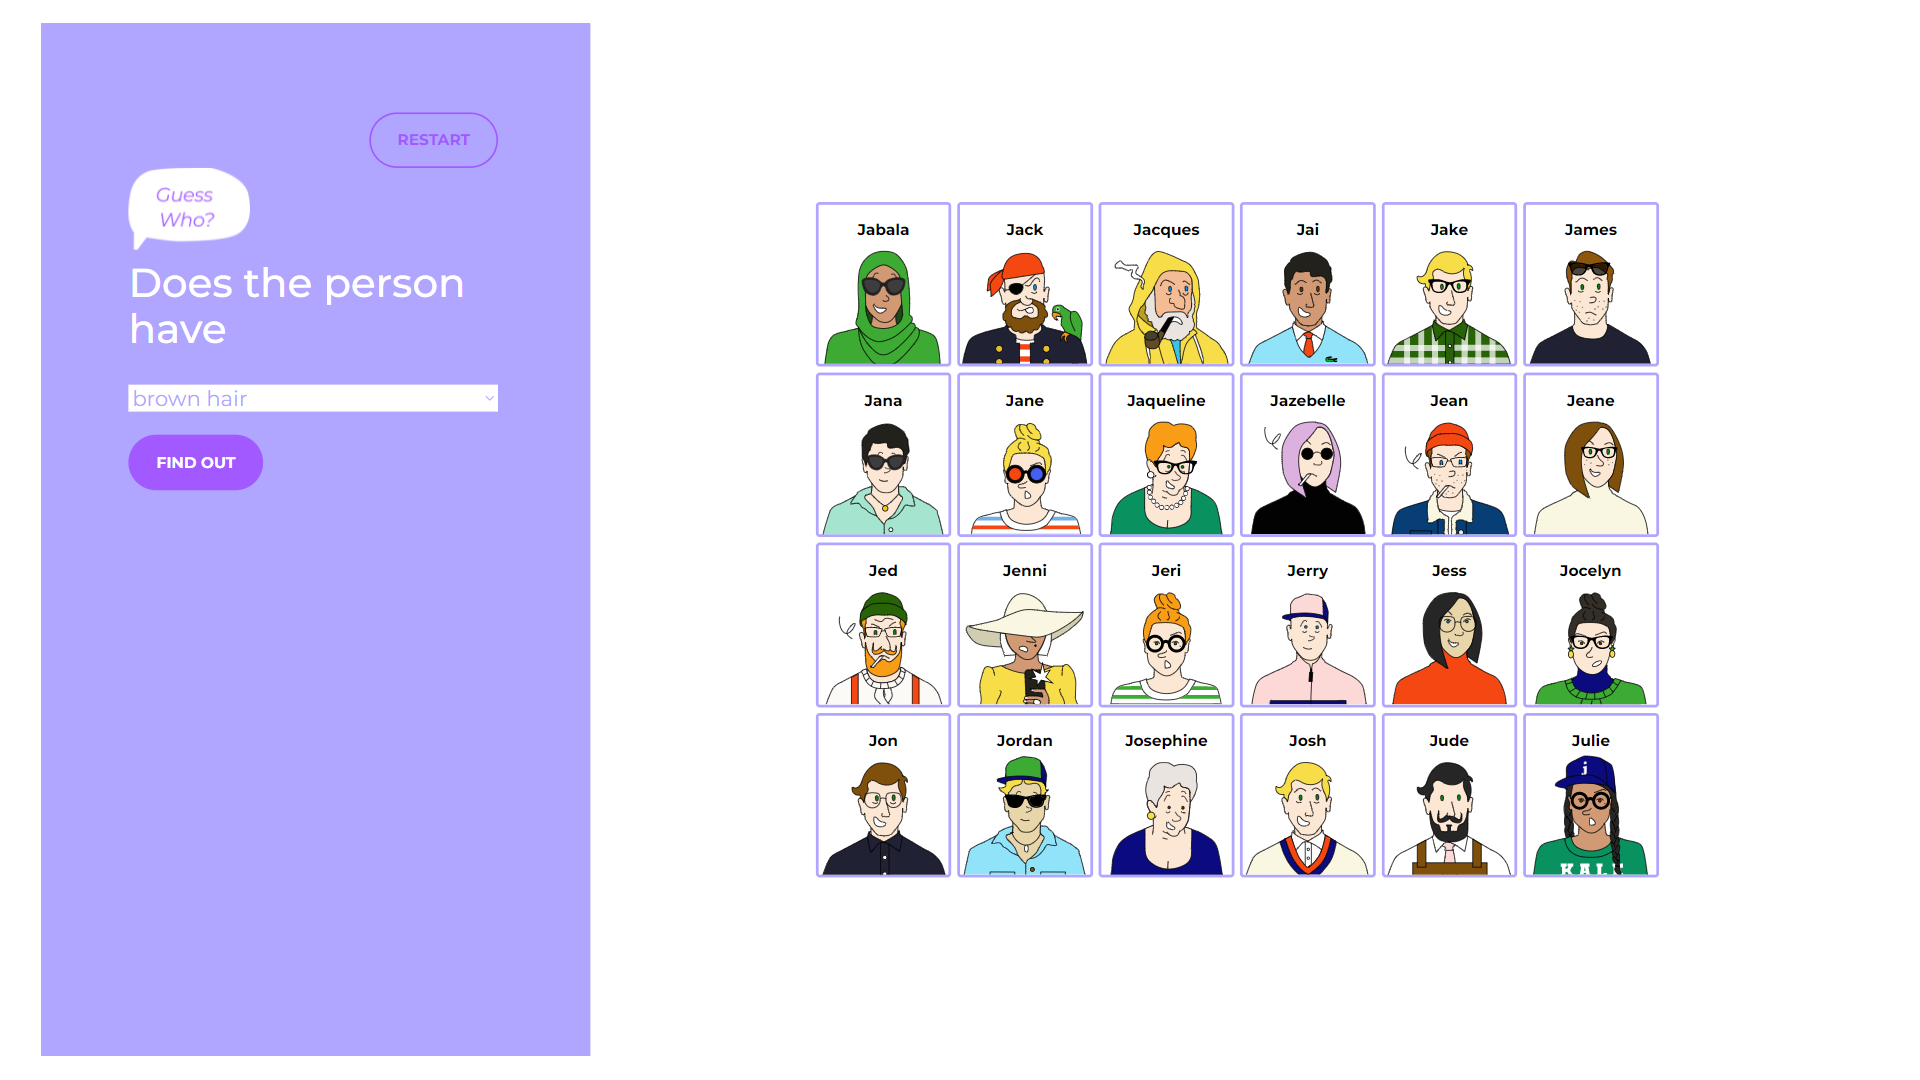 RESTART
Guess
Who?
Does the person
have
brown hair
FIND OUT
Jabala
Jack
Jacques
Jai
Jake
James
Jana
Jane
Jaqueline
Jazebelle
Jean
Jeane
Jed
Jenni
Jeri
Jerry
Jess
Jocelyn
Jon
Jordan
Josephine
Josh
Jude
Julie
j
KALE